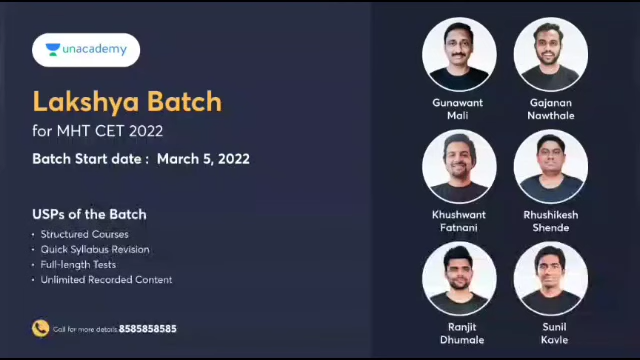 unacademy
Lakshya Batch
for MHT CET 2022
Batch Start date : March 5, 2022
USPs of the Batch
• Structured Courses
• Quick Syllabus Revision
• Full-length Tests
• Unlimited Recorded Content
Call for more details 8585858585
Gunawant
Mali
Gajanan
Nawthale
Khushwant
Fatnani
Rhushikesh
Shende
Ranjit
Dhumale
Sunil
Kavle